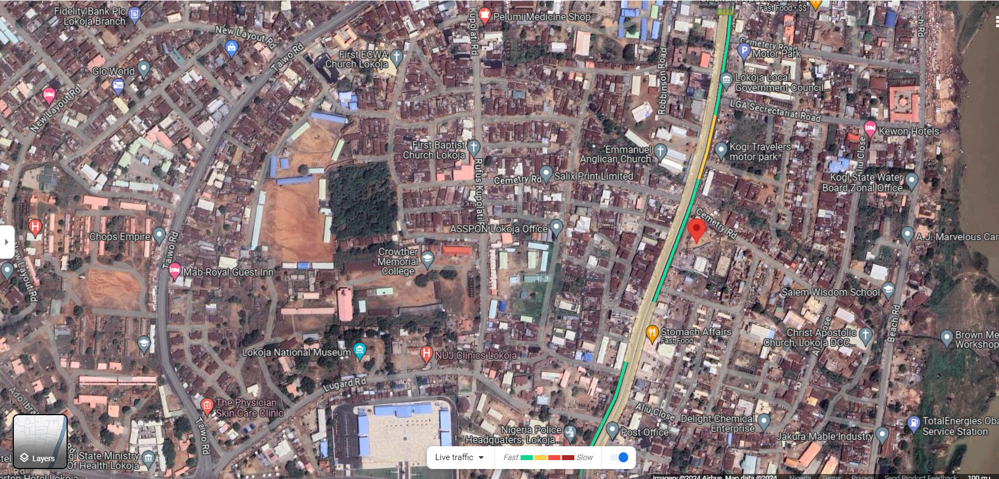 Fidelity Bank Plc
- Lokoja Branch
New Layout Rd
Taiwo Rd
Kupolati Rd
Pelumi Medicine Shop
A233
Fast Food • $$
Cemetery Road
Motor Park
Beach Rd
First ECWA
Church Lokoja
Glo World
New Layout Rd
Robbinson Road
Lokoja Local
Government Council...
LGA Secrectariat Road
Kewon Hotels
First Baptist
Church Lokoja
Emmanuel
Anglican Church
Kogi Travelers
motor park
Rufus Kupolati Rd
Cemetry Rd
Salix Print Limited
Kogi State Water
Board Zonal Office
Cemetry Rd
Chops Empire
Taiwo Rd
New Layout Rd
ASSPON Lokoja Office
A.J. Marvelous Car
Crowther
Memorial
College
Mab-Royal Guest Inn
Salem Wisdom School
Stomach Affairs
Fast Food
Christ Apostolic
Church, Lokoja DCC...
Beach Rd
Brown Me
Workshop
Lokoja National Museum
NUJ Clinics Lokoja
Lugard Rd
The Physician
Skin Care Clinic
Taiwo Rd
Aliu Close
Delight Chemical
Enterprise
Nigeria Police
Headquaters, Lokoja...
Post Office
Jakura Mable Industry
TotalEnergies Oba
Service Station
Layers
State Ministry
Of Health Lokoja
Live traffic
Fast
Slow
Imagery ©2024 Airbus, Map data ©2024
Nigeria
Terms
Privacy
Send Product Feedback
100 m